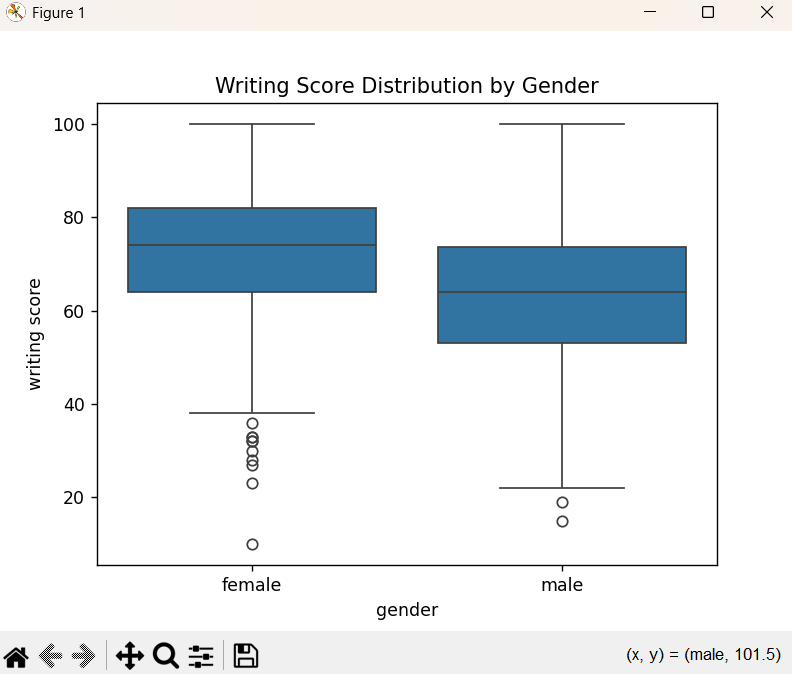 Figure 1
Writing Score Distribution by Gender
100
80
60
40
20
writing score
female male
gender
(x, y) = (male, 101.5)